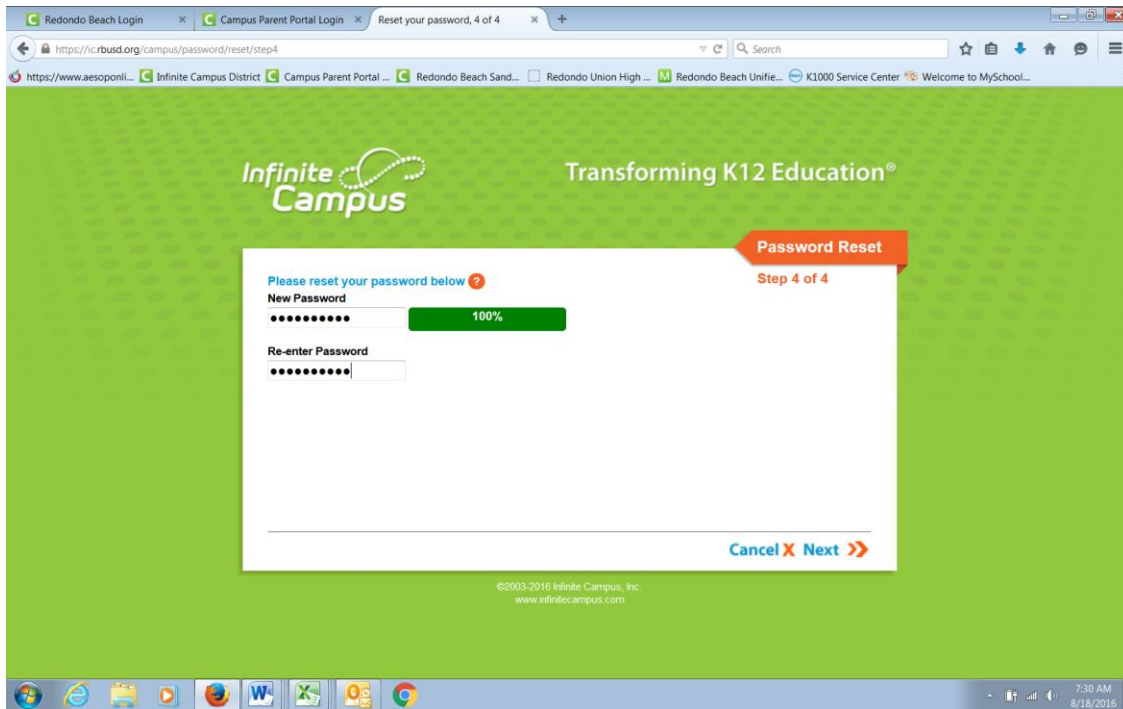 Redondo Beach Login
Campus Parent Portal Login
Reset your password, 4 of 4
https://ic.rbusd.org/campus/password/reset/step4
Search
https://www.aesoponli...
Infinite Campus District
Campus Parent Portal ...
Redondo Beach Sand...
Redondo Union High ...
Redondo Beach Unifie...
K1000 Service Center
Welcome to MySchool...
Infinite Campus
Transforming K12 Education®
Password Reset
Step 4 of 4
Please reset your password below ?
New Password
●●●●●●●●●● 100%
Re-enter Password
●●●●●●●●●●
Cancel X Next
©2003-2016 Infinite Campus, Inc.
www.infinitecampus.com
7:30 AM
8/18/2016